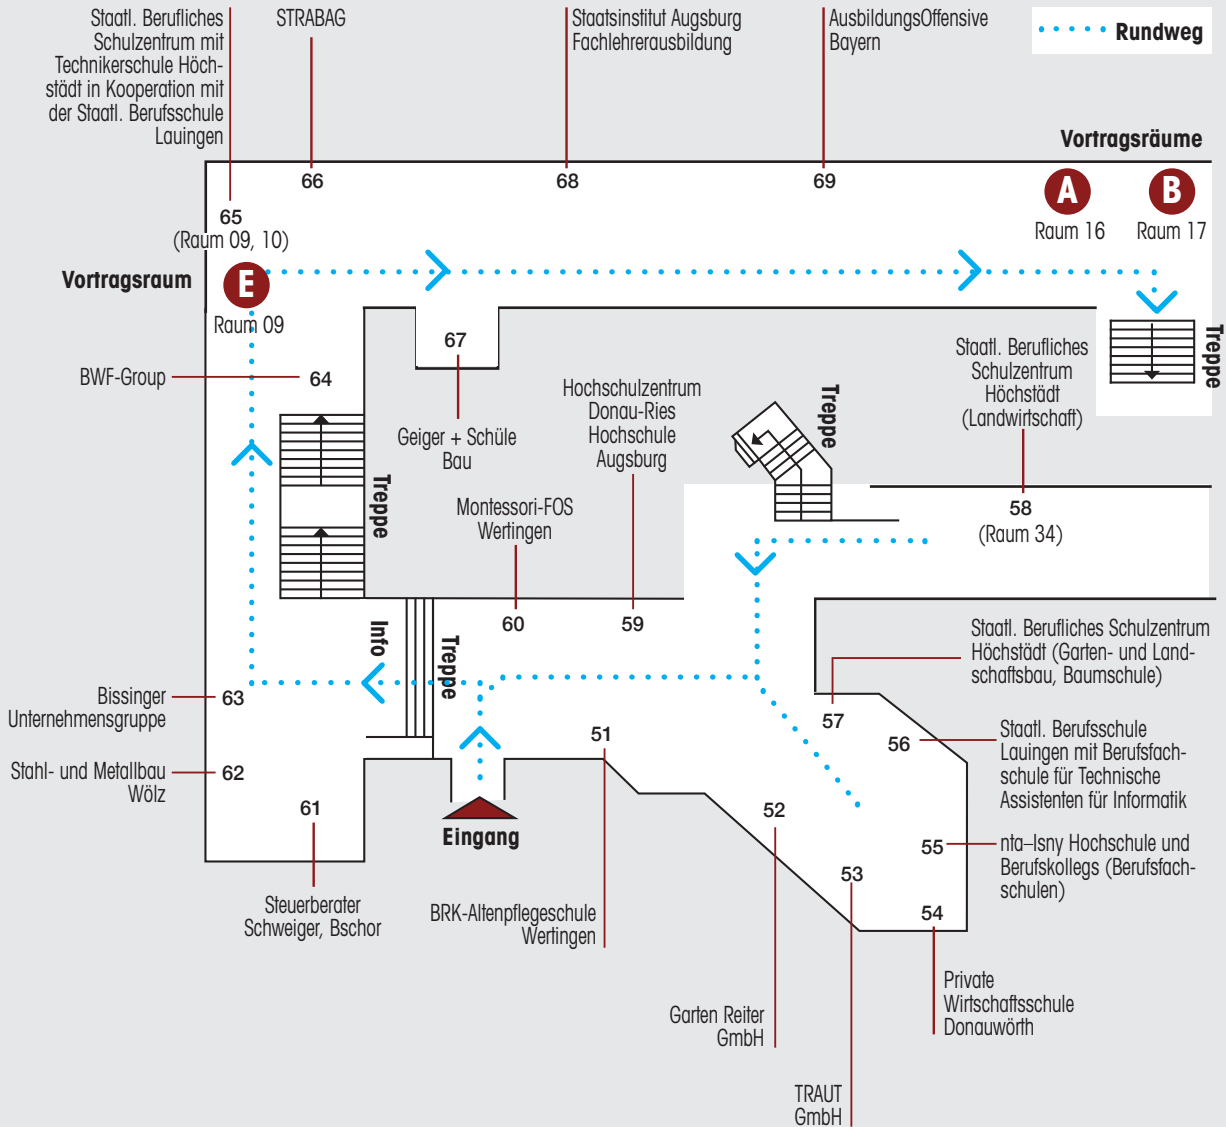 Staatl. Berufliches
Schulzentrum mit
Technikerschule Höch-
städt in Kooperation mit
der Staatl. Berufsschule
Lauingen
STRABAG
Staatsinstitut Augsburg
Fachlehrerausbildung
AusbildungsOffensive
Bayern
Rundweg
Vortragsräume
66
68
69
A
B
Raum 16
Raum 17
65
(Raum 09, 10)
Vortragsraum
E
Raum 09
67
Treppe
BWF-Group
64
Geiger + Schüle
Bau
Hochschulzentrum
Donau-Ries
Hochschule
Augsburg
Treppe
Staatl. Berufliches
Schulzentrum
Höchstädt
(Landwirtschaft)
Treppe
Montessori-FOS
Wertingen
58
(Raum 34)
60
59
Info
Treppe
Staatl. Berufliches Schulzentrum
Höchstädt (Garten- und Land-
schaftsbau, Baumschule)
Bissinger
Unternehmensgruppe
63
57
56
Staatl. Berufsschule
Lauingen mit Berufsfach-
schule für Technische
Assistenten für Informatik
51
Stahl- und Metallbau
Wölz
62
61
Eingang
52
55
nta–Isny Hochschule und
Berufskollegs (Berufsfach-
schulen)
53
54
Steuerberater
Schweiger, Bschor
BRK-Altenpflegeschule
Wertingen
Private
Wirtschaftsschule
Donauwörth
Garten Reiter
GmbH
TRAUT
GmbH